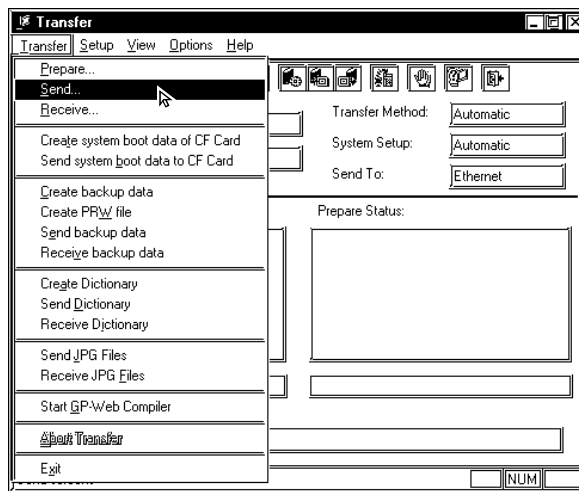 Transfer
Transfer Setup View Options Help
Prepare...
Send...
Receive...
Create system boot data of CF Card
Send system boot data to CF Card
Create backup data
Create PRW file
Send backup data
Receive backup data
Create Dictionary
Send Dictionary
Receive Dictionary
Send JPG Files
Receive JPG Files
Start GP-Web Compiler
Abort Transfer
Exit
Transfer Method: Automatic
System Setup: Automatic
Send To: Ethernet
Prepare Status:
NUM